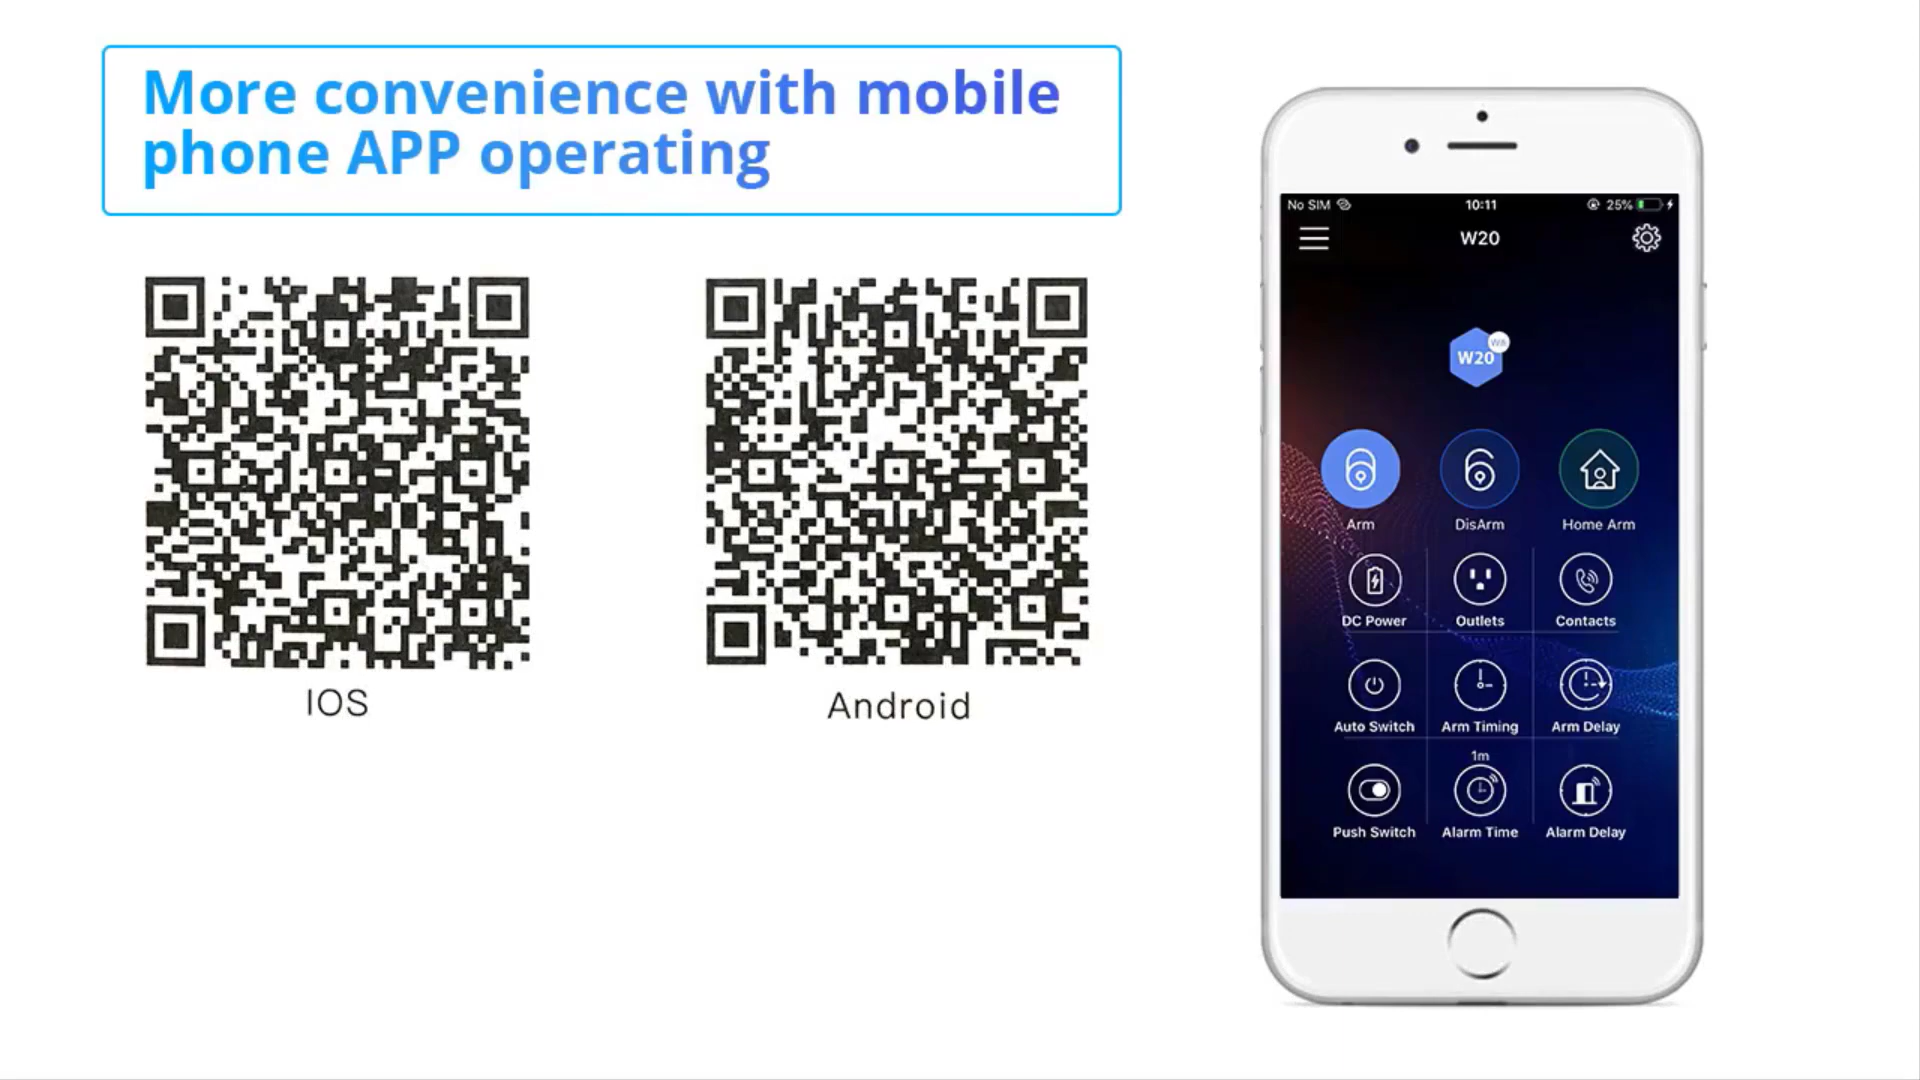 More convenience with mobile
phone APP operating
IOS
Android
No SIM 10:11 25%
W20
W20
WA
Arm DisArm Home Arm
DC Power Outlets Contacts
Auto Switch Arm Timing Arm Delay
1m
Push Switch Alarm Time Alarm Delay